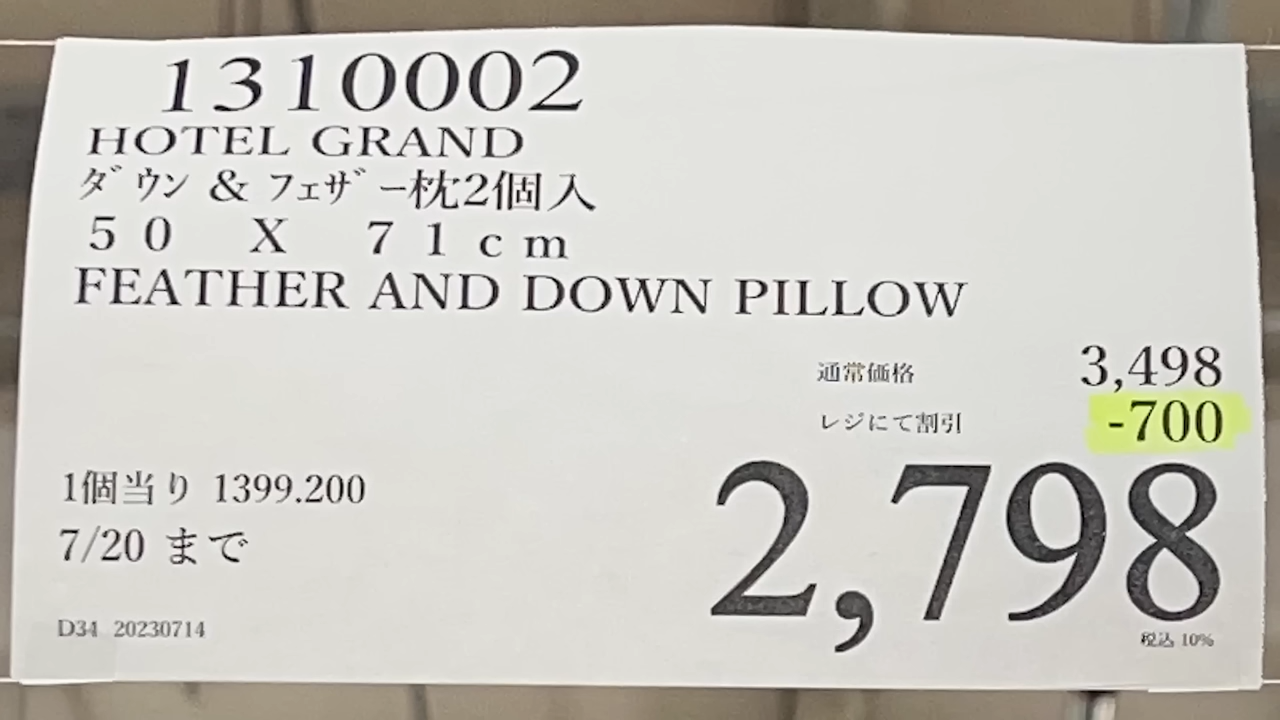 1310002
HOTEL GRAND
ﾀﾞｳﾝ & ﾌｪｻﾞｰ枕2個入
５０　Ｘ　７１ｃｍ
FEATHER AND DOWN PILLOW
通常価格 3,498
レジにて割引 -700
2,798
1個当り 1399.200
7/20 まで
税込 10%
D34 20230714